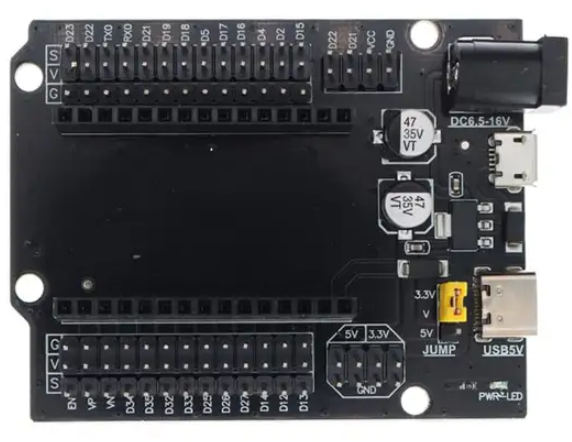 D23 D22 TX0 RX0 D21 D19 D18 D5 D17 D16 D4 D2 D15
S
V
G
D22 D21 VCC GND
DC6.5-16V
47
35V
VT
47
35V
VT
3.3V
V
5V
JUMP
USB5V
G
V
S
EN VP VN D34 D35 D32 D33 D25 D26 D27 D14 D12 D13
5V 3.3V
GND
PWR-LED